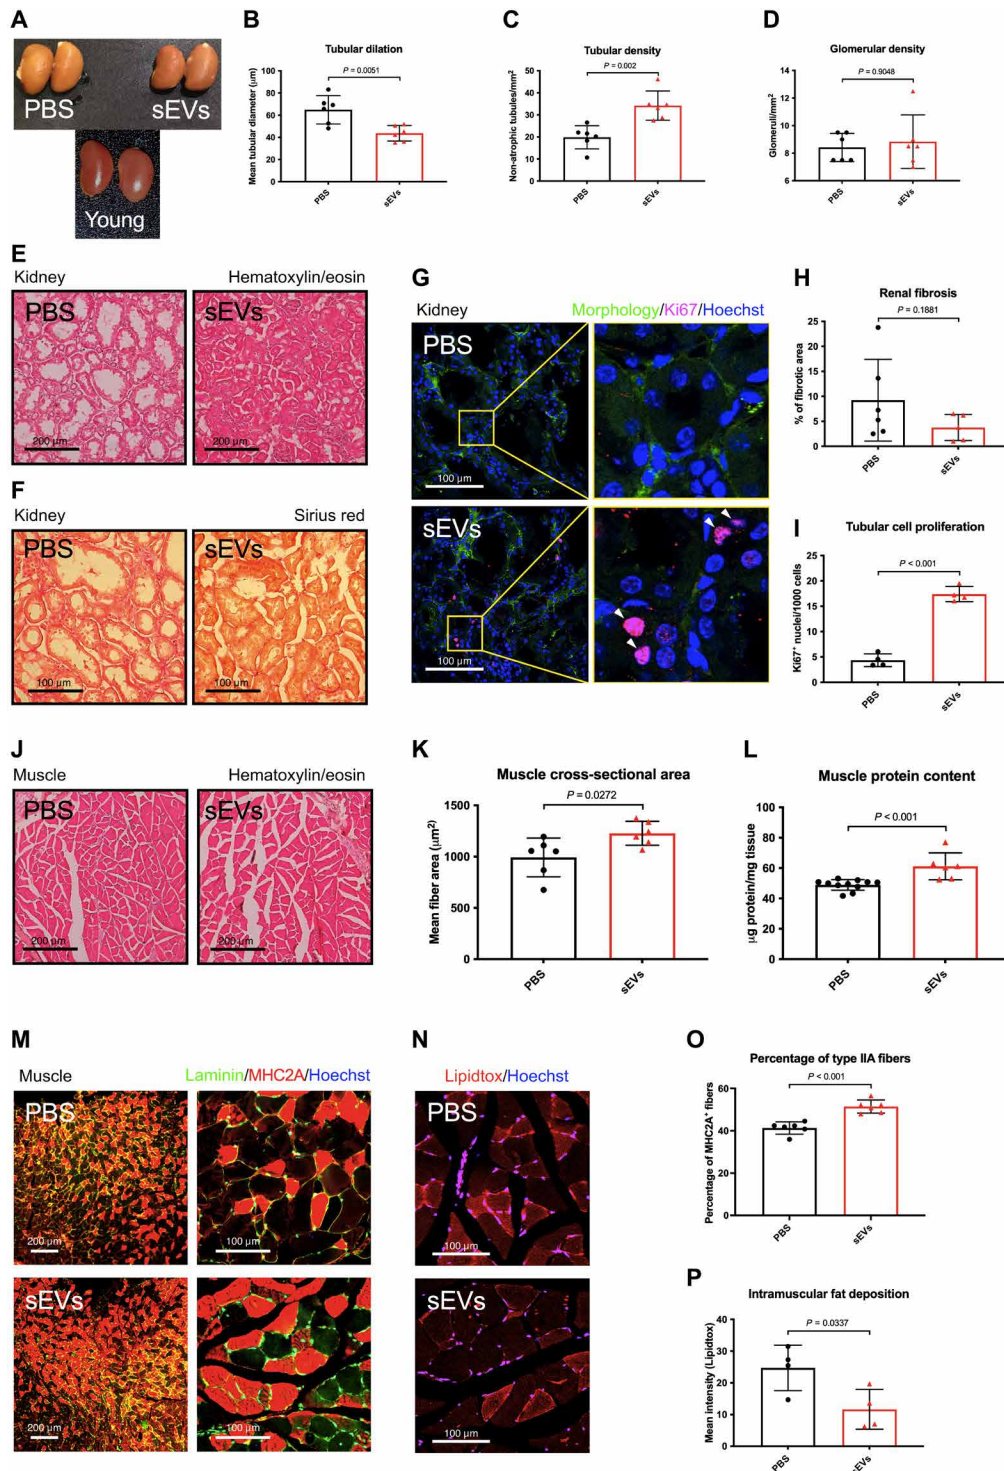 A
PBS
sEVs
Young
B
Tubular dilation
P = 0.0051
Mean tubular diameter (μm)
100
80
60
40
20
0
PBS
sEVs
C
Tubular density
P = 0.002
Non-atrophic tubules/mm²
50
40
30
20
10
0
PBS
sEVs
D
Glomerular density
P = 0.9048
Glomeruli/mm²
14
12
10
8
6
PBS
sEVs
E
Kidney
Hematoxylin/eosin
PBS
200 μm
sEVs
200 μm
F
Kidney
Sirius red
PBS
100 μm
sEVs
100 μm
G
Kidney
Morphology/Ki67/Hoechst
PBS
100 μm
sEVs
100 μm
H
Renal fibrosis
P = 0.1881
% of fibrotic area
25
20
15
10
5
0
PBS
sEVs
I
Tubular cell proliferation
P < 0.001
Ki67⁺ nuclei/1000 cells
25
20
15
10
5
0
PBS
sEVs
J
Muscle
Hematoxylin/eosin
PBS
200 μm
sEVs
200 μm
K
Muscle cross-sectional area
P = 0.0272
Mean fiber area (μm²)
1500
1000
500
0
PBS
sEVs
L
Muscle protein content
P < 0.001
μg protein/mg tissue
100
80
60
40
20
0
PBS
sEVs
M
Muscle
Laminin/MHC2A/Hoechst
PBS
200 μm
100 μm
sEVs
200 μm
100 μm
N
Lipidtox/Hoechst
PBS
100 μm
sEVs
100 μm
O
Percentage of type IIA fibers
P < 0.001
Percentage of MHC2A⁺ fibers
60
40
20
0
PBS
sEVs
P
Intramuscular fat deposition
P = 0.0337
Mean intensity (Lipidtox)
40
30
20
10
0
PBS
sEVs